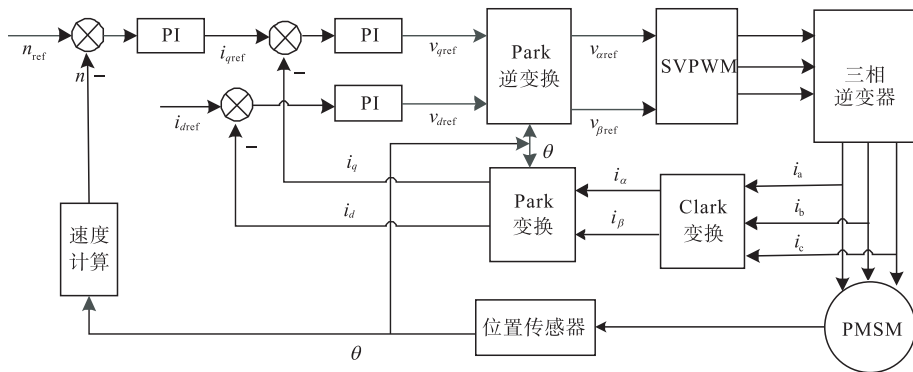 n_ref
n
−
PI
i_qref
−
PI
v_qref
Park
逆变换
v_αref
SVPWM
三相
逆变器
i_dref
−
PI
v_dref
v_βref
θ
i_q
i_d
Park
变换
i_α
i_β
Clark
变换
i_a
i_b
i_c
速度
计算
θ
位置传感器
PMSM